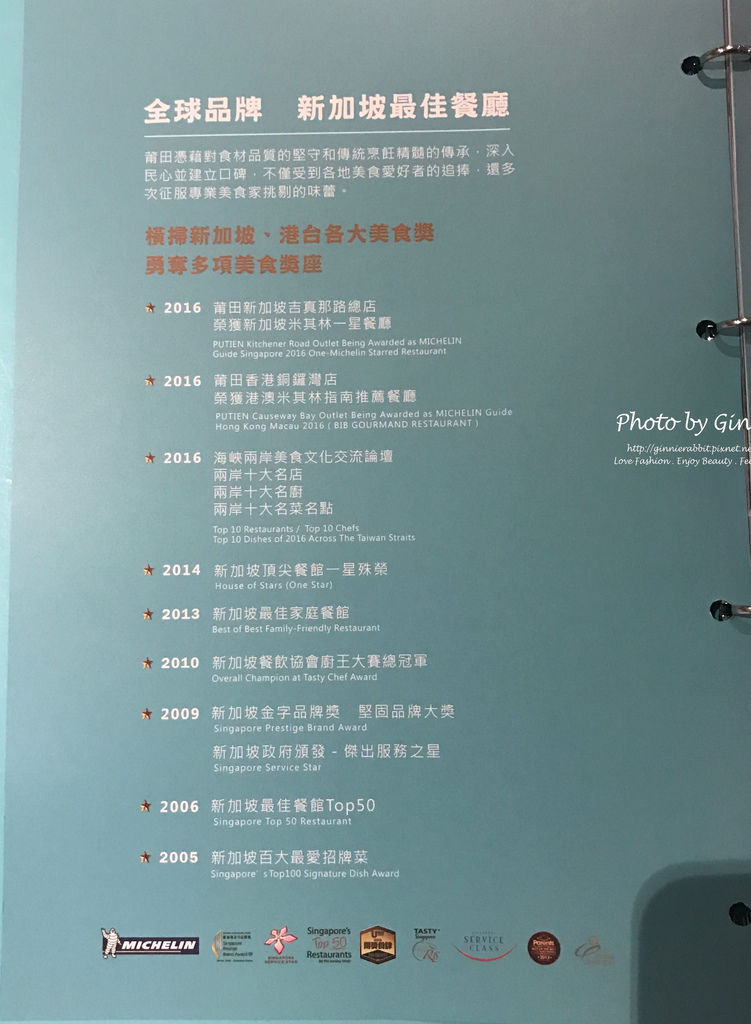 全球品牌 新加坡最佳餐廳
莆田憑藉對食材品質的堅守和傳統烹飪精髓的傳承，深入
民心並建立口碑，不僅受到各地美食愛好者的追捧，還多
次征服專業美食家挑剔的味蕾。
橫掃新加坡、港台各大美食獎
勇奪多項美食獎座
2016 莆田新加坡吉真那路總店
榮獲新加坡米其林一星餐廳
PUTIEN Kitchener Road Outlet Being Awarded as MICHELIN
Guide Singapore 2016 One-Michelin Starred Restaurant
2016 莆田香港銅鑼灣店
榮獲港澳米其林指南推薦餐廳
PUTIEN Causeway Bay Outlet Being Awarded as MICHELIN Guide
Hong Kong Macau 2016 ( BIB GOURMAND RESTAURANT )
Photo by Gin
http://ginnierabbit.pixnet.ne
Love Fashion . Enjoy Beauty . Fe
2016 海峽兩岸美食文化交流論壇
兩岸十大名店
兩岸十大名廚
兩岸十大名菜名點
Top 10 Restaurants / Top 10 Chefs
Top 10 Dishes of 2016 Across The Taiwan Straits
2014 新加坡頂尖餐館一星殊榮
House of Stars (One Star)
2013 新加坡最佳家庭餐館
Best of Best Family-Friendly Restaurant
2010 新加坡餐飲協會廚王大賽總冠軍
Overall Champion at Tasty Chef Award
2009 新加坡金字品牌獎 堅固品牌大獎
Singapore Prestige Brand Award
新加坡政府頒發 - 傑出服務之星
Singapore Service Star
2006 新加坡最佳餐館Top50
Singapore Top 50 Restaurant
2005 新加坡百大最愛招牌菜
Singapore' s Top100 Signature Dish Award
MICHELIN
SINGAPORE
SERVICE STAR
Singapore's
Top 50
Restaurants
TASTY
Singapore
SERVICE
CLASS
Parents